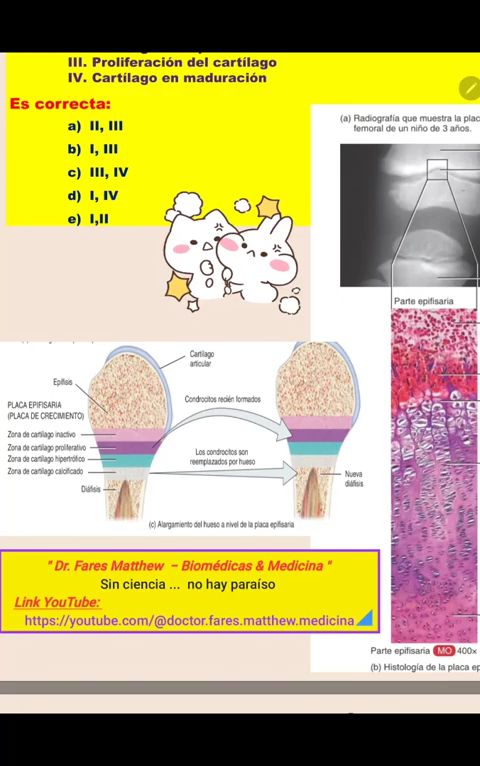 III. Proliferación del cartílago
IV. Cartílago en maduración
Es correcta:
a) II, III
b) I, III
c) III, IV
d) I, IV
e) I,II
(a) Radiografía que muestra la plac
femoral de un niño de 3 años.
Parte epifisaria
Cartílago
articular
Epífisis
Condrocitos recién formados
PLACA EPIFISARIA
(PLACA DE CRECIMIENTO)
Zona de cartílago inactivo
Zona de cartílago proliferativo
Zona de cartílago hipertrófico
Zona de cartílago calcificado
Los condrocitos son
reemplazados por hueso
Diáfisis
Nueva
diáfisis
(c) Alargamiento del hueso a nivel de la placa epifisaria
" Dr. Fares Matthew – Biomédicas & Medicina "
Sin ciencia ... no hay paraíso
Link YouTube:
https://youtube.com/@doctor.fares.matthew.medicina
Parte epifisaria MO 400×
(b) Histología de la placa ep